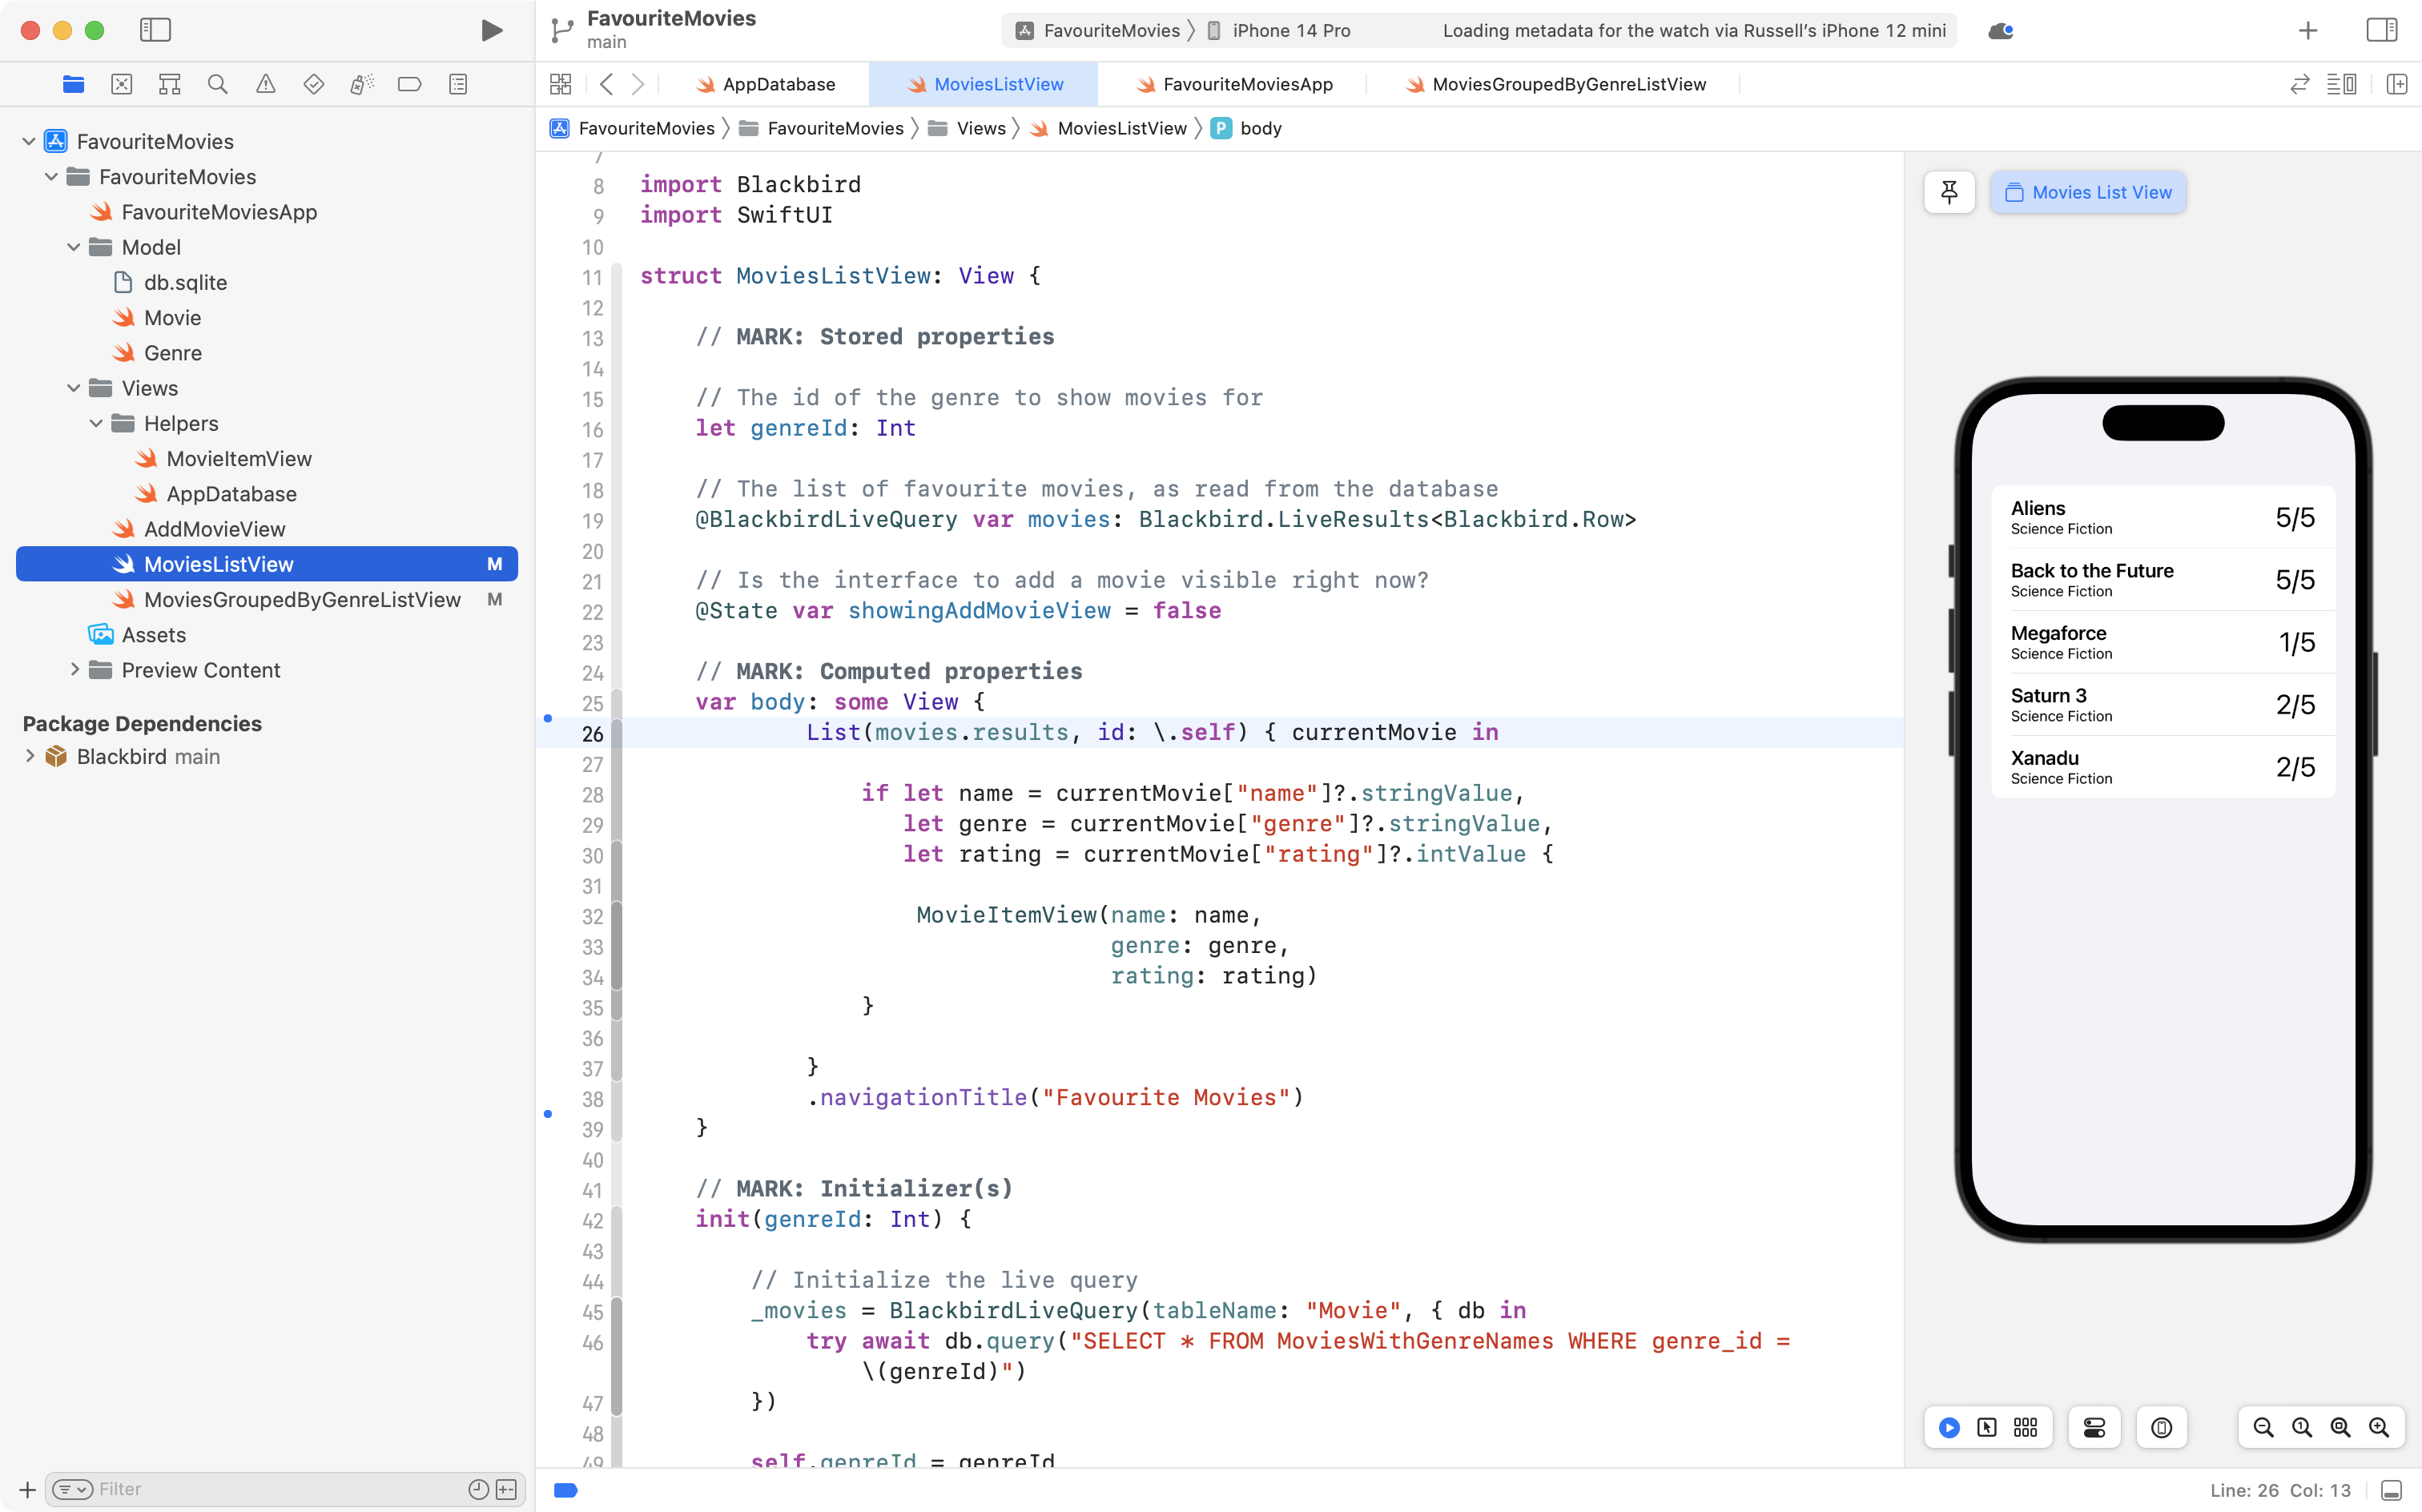 FavouriteMovies
main
FavouriteMovies
iPhone 14 Pro
Loading metadata for the watch via Russell’s iPhone 12 mini
AppDatabase
MoviesListView
FavouriteMoviesApp
MoviesGroupedByGenreListView
FavouriteMovies
FavouriteMovies
Views
MoviesListView
P body
FavouriteMovies
FavouriteMovies
FavouriteMoviesApp
Model
db.sqlite
Movie
Genre
Views
Helpers
MovieItemView
AppDatabase
AddMovieView
MoviesListView M
MoviesGroupedByGenreListView M
Assets
Preview Content
Package Dependencies
Blackbird main
Filter
7
8 import Blackbird
9 import SwiftUI
10
11 struct MoviesListView: View {
12
13 // MARK: Stored properties
14
15 // The id of the genre to show movies for
16 let genreId: Int
17
18 // The list of favourite movies, as read from the database
19 @BlackbirdLiveQuery var movies: Blackbird.LiveResults<Blackbird.Row>
20
21 // Is the interface to add a movie visible right now?
22 @State var showingAddMovieView = false
23
24 // MARK: Computed properties
25 var body: some View {
26 List(movies.results, id: \.self) { currentMovie in
27
28 if let name = currentMovie["name"]?.stringValue,
29 let genre = currentMovie["genre"]?.stringValue,
30 let rating = currentMovie["rating"]?.intValue {
31
32 MovieItemView(name: name,
33 genre: genre,
34 rating: rating)
35 }
36
37 }
38 .navigationTitle("Favourite Movies")
39 }
40
41 // MARK: Initializer(s)
42 init(genreId: Int) {
43
44 // Initialize the live query
45 _movies = BlackbirdLiveQuery(tableName: "Movie", { db in
46 try await db.query("SELECT * FROM MoviesWithGenreNames WHERE genre_id =
\(genreId)")
47 })
48
49 self.genreId = genreId
Movies List View
Aliens
Science Fiction
5/5
Back to the Future
Science Fiction
5/5
Megaforce
Science Fiction
1/5
Saturn 3
Science Fiction
2/5
Xanadu
Science Fiction
2/5
Line: 26 Col: 13